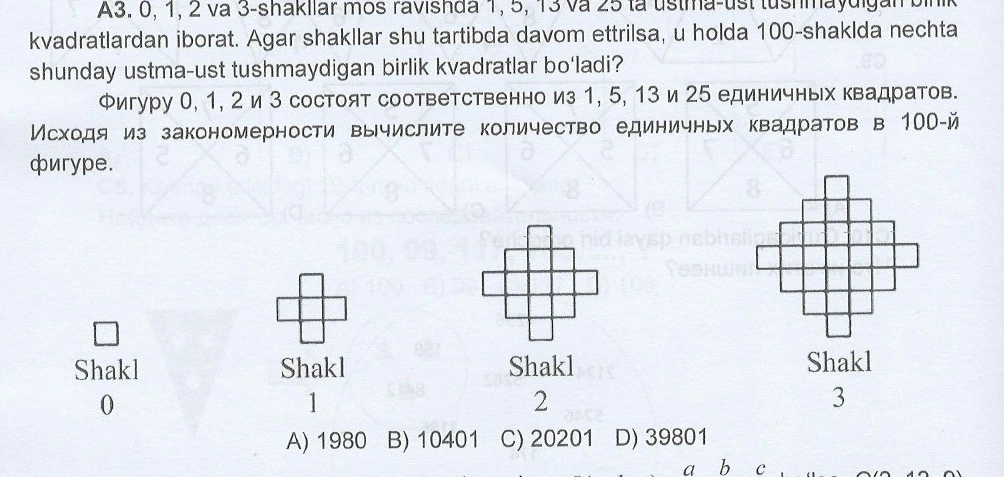 A3. 0, 1, 2 va 3-shakllar mos ravishda 1, 5, 13 va 25 ta ustma-ust tushmaydigan birlik
kvadratlardan iborat. Agar shakllar shu tartibda davom ettrilsa, u holda 100-shaklda nechta
shunday ustma-ust tushmaydigan birlik kvadratlar bo‘ladi?
Фигуру 0, 1, 2 и 3 состоят соответственно из 1, 5, 13 и 25 единичных квадратов.
Исходя из закономерности вычислите количество единичных квадратов в 100-й
фигуре.
Shakl Shakl Shakl Shakl
0 1 2 3
A) 1980 B) 10401 C) 20201 D) 39801
a b c